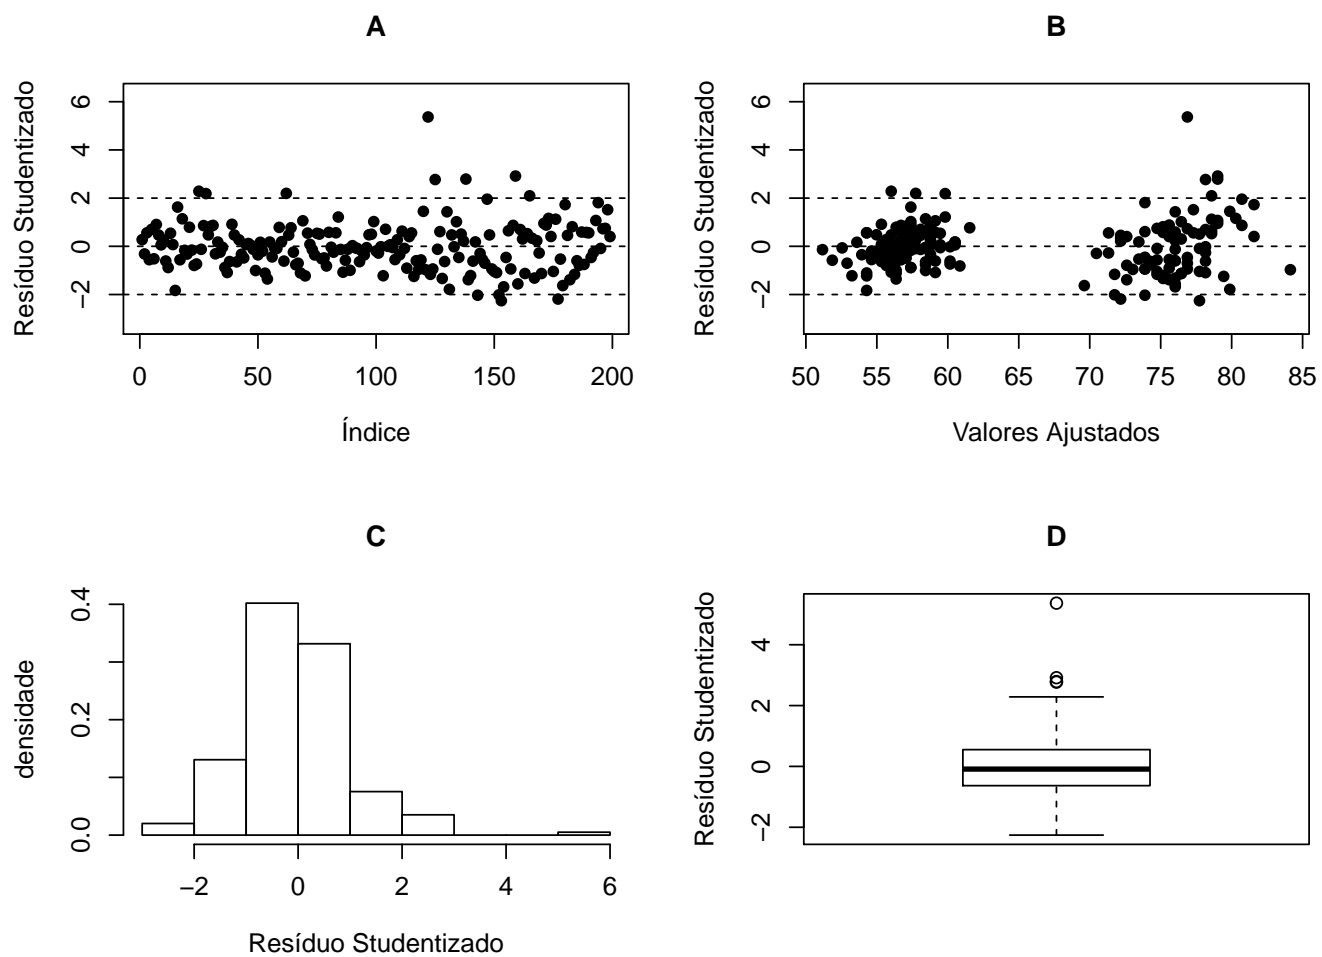 A
Resíduo Studentizado
6
4
2
0
−2
0 50 100 150 200
Índice
B
Resíduo Studentizado
6
4
2
0
−2
50 55 60 65 70 75 80 85
Valores Ajustados
C
densidade
0.4
0.2
0.0
−2 0 2 4 6
Resíduo Studentizado
D
Resíduo Studentizado
4
2
0
−2